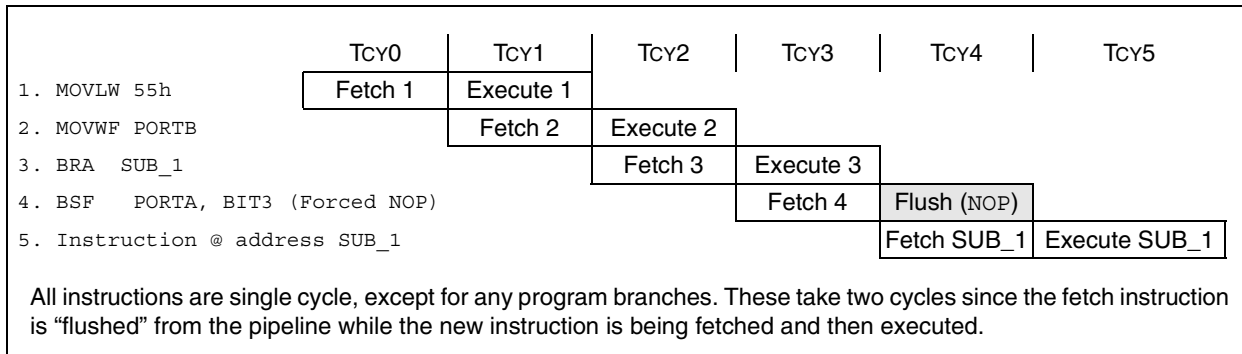 TCY0 TCY1 TCY2 TCY3 TCY4 TCY5
1. MOVLW 55h Fetch 1 Execute 1
2. MOVWF PORTB Fetch 2 Execute 2
3. BRA SUB_1 Fetch 3 Execute 3
4. BSF PORTA, BIT3 (Forced NOP) Fetch 4 Flush (NOP)
5. Instruction @ address SUB_1 Fetch SUB_1 Execute SUB_1
All instructions are single cycle, except for any program branches. These take two cycles since the fetch instruction
is “flushed” from the pipeline while the new instruction is being fetched and then executed.